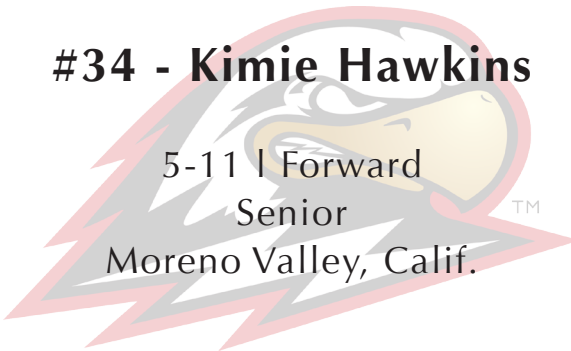 #34 - Kimie Hawkins
5-11 l Forward
Senior
TM
Moreno Valley, Calif.